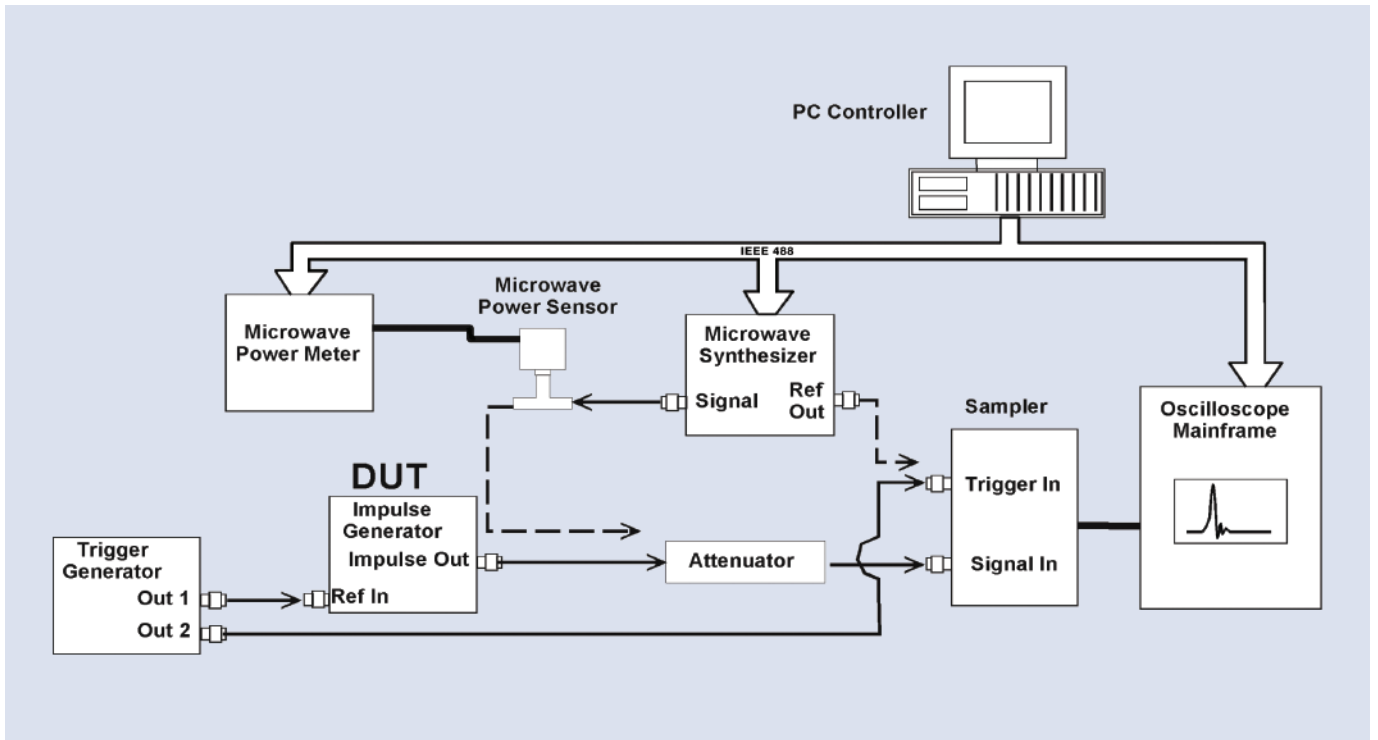 PC Controller
IEEE 488
Microwave
Power Sensor
Microwave
Power Meter
Microwave
Synthesizer
Signal
Ref
Out
Sampler
Oscilloscope
Mainframe
DUT
Impulse
Generator
Impulse Out
Ref In
Trigger
Generator
Out 1
Out 2
Attenuator
Trigger In
Signal In